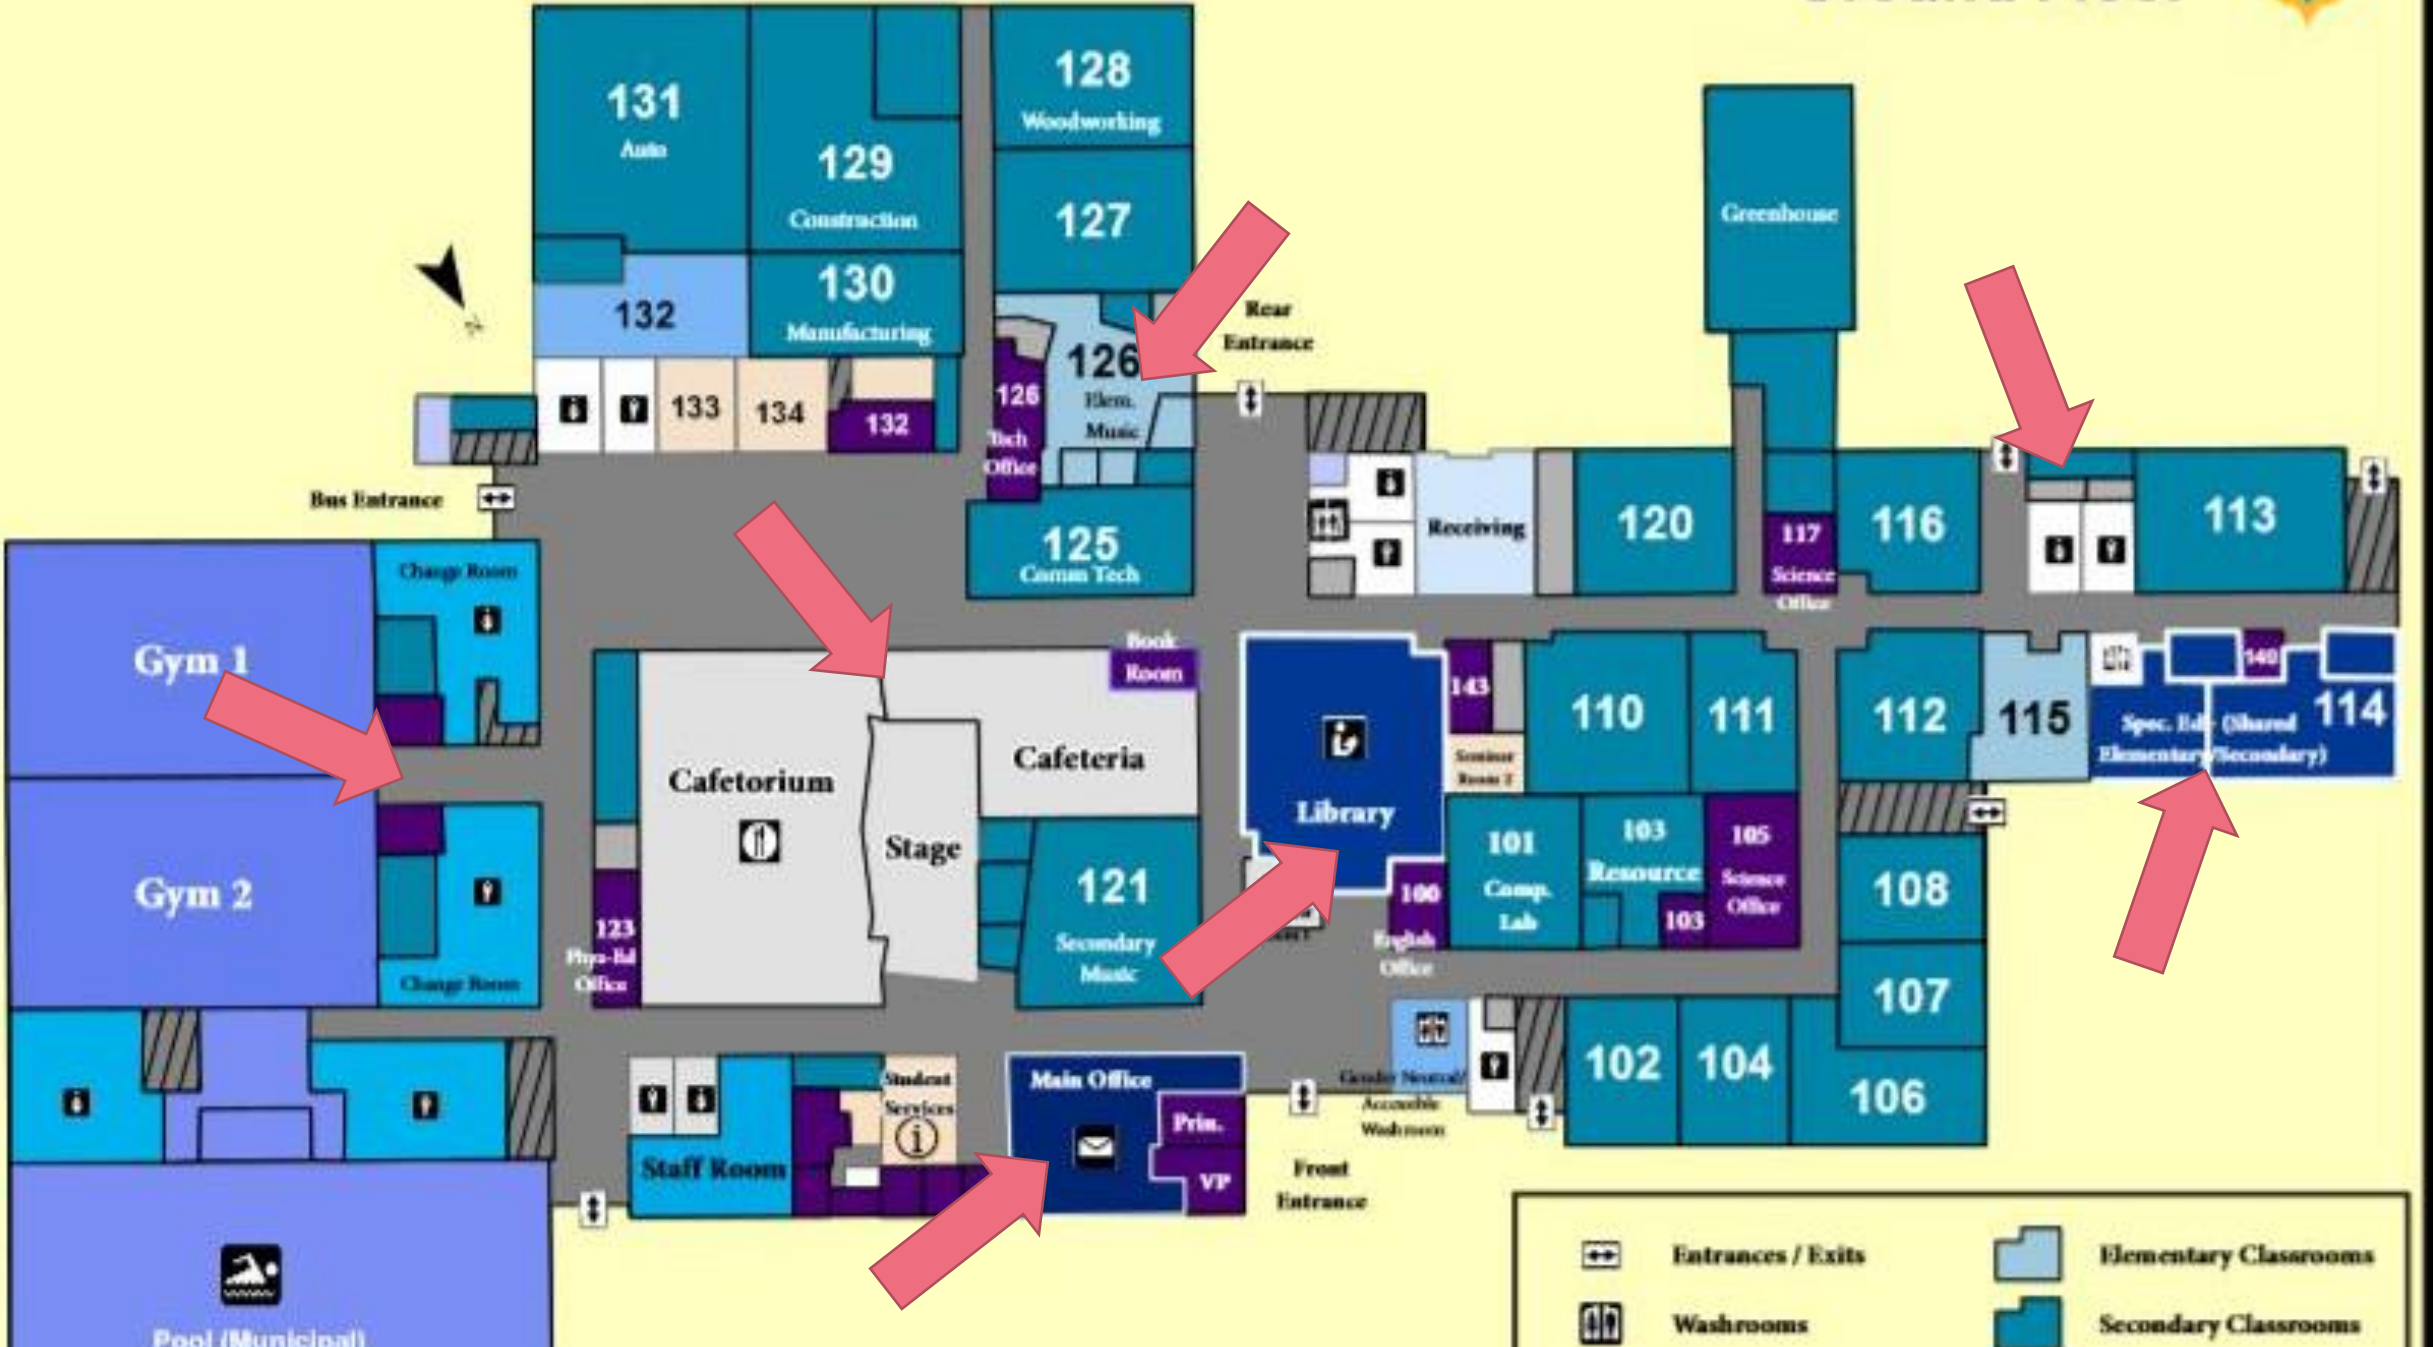 131
Auto
129
Construction
128
Woodworking
127
130
Manufacturing
132
126
Elem.
Music
126
Tech
Office
Rear
Entrance
133
134
132
Bus Entrance
125
Comm Tech
Greenhouse
Receiving
120
117
Science
Office
116
113
Change Room
Gym 1
Gym 2
Change Room
Book
Room
Cafetorium
Cafeteria
Stage
121
Secondary
Music
123
Phys-Ed
Office
Library
143
Seminar
110
111
112
115
140
114
Spec. Ed. (Shared
Elementary/Secondary)
100
English
Office
101
Comp.
Lab
103
Resource
103
105
Science
Office
108
107
102
104
106
Gender Neutral/
Accessible
Washroom
Student
Services
Staff Room
Main Office
Prin.
VP
Front
Entrance
Pool (Municipal)
Entrances / Exits
Elementary Classrooms
Washrooms
Secondary Classrooms